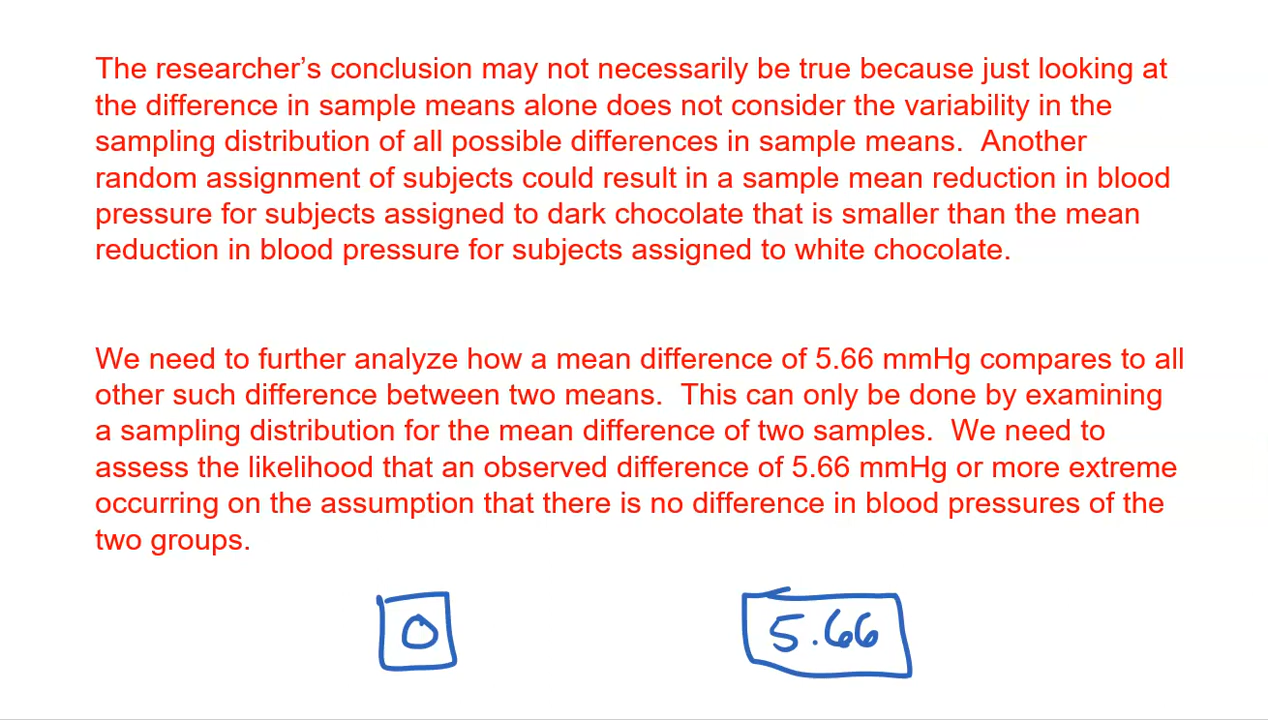 The researcher’s conclusion may not necessarily be true because just looking at
the difference in sample means alone does not consider the variability in the
sampling distribution of all possible differences in sample means.  Another
random assignment of subjects could result in a sample mean reduction in blood
pressure for subjects assigned to dark chocolate that is smaller than the mean
reduction in blood pressure for subjects assigned to white chocolate.
We need to further analyze how a mean difference of 5.66 mmHg compares to all
other such difference between two means.  This can only be done by examining
a sampling distribution for the mean difference of two samples.  We need to
assess the likelihood that an observed difference of 5.66 mmHg or more extreme
occurring on the assumption that there is no difference in blood pressures of the
two groups.
0 5.66